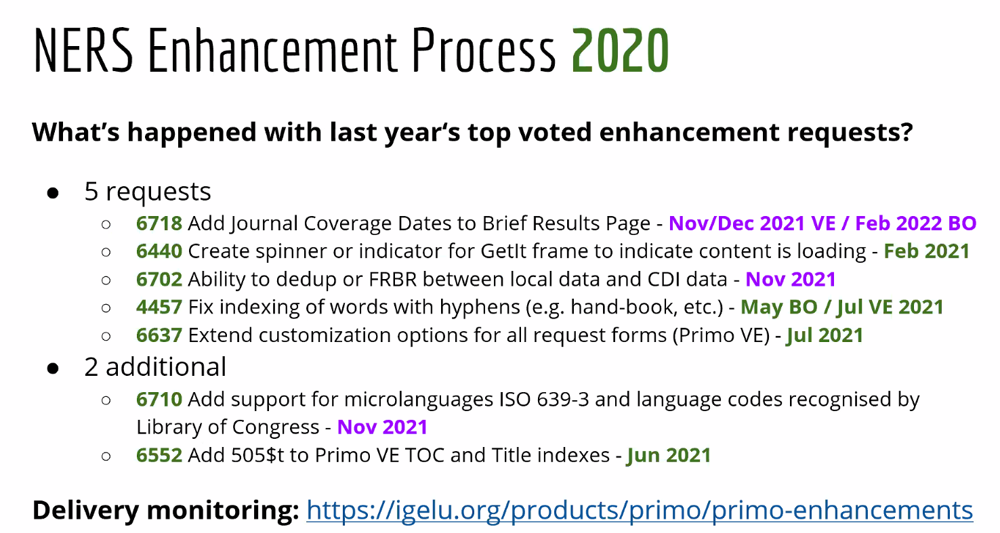 NERS Enhancement Process 2020
What’s happened with last year‘s top voted enhancement requests?
● 5 requests
○ 6718 Add Journal Coverage Dates to Brief Results Page - Nov/Dec 2021 VE / Feb 2022 BO
○ 6440 Create spinner or indicator for GetIt frame to indicate content is loading - Feb 2021
○ 6702 Ability to dedup or FRBR between local data and CDI data - Nov 2021
○ 4457 Fix indexing of words with hyphens (e.g. hand-book, etc.) - May BO / Jul VE 2021
○ 6637 Extend customization options for all request forms (Primo VE) - Jul 2021
● 2 additional
○ 6710 Add support for microlanguages ISO 639-3 and language codes recognised by
Library of Congress - Nov 2021
○ 6552 Add 505$t to Primo VE TOC and Title indexes - Jun 2021
Delivery monitoring: https://igelu.org/products/primo/primo-enhancements